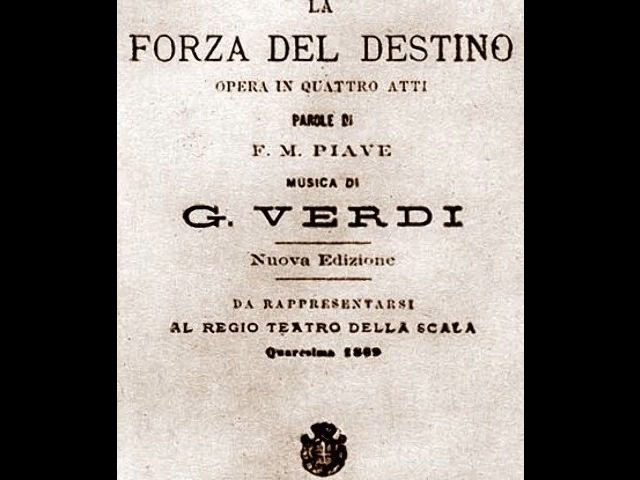 LA
FORZA DEL DESTINO
OPERA IN QUATTRO ATTI
PAROLE DI
F. M. PIAVE
MUSICA DI
G. VERDI
Nuova Edizione
DA RAPPRESENTARSI
AL REGIO TEATRO DELLA SCALA
Quaresima 1869